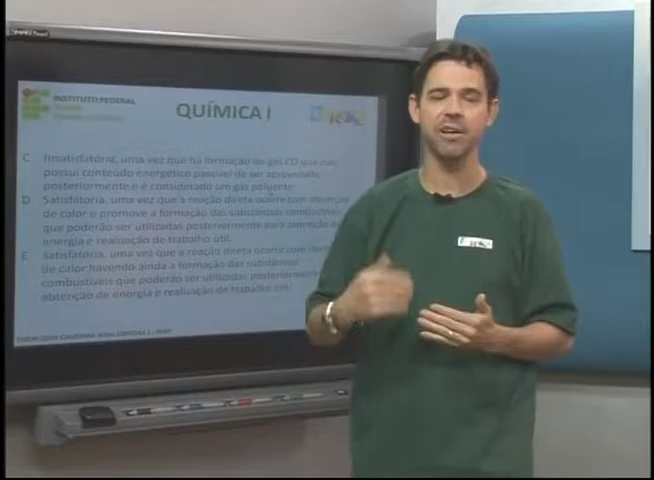 INSTITUTO FEDERAL
QUÍMICA I
C. Insatisfatória, uma vez que há formação de gás CO que não
possui conteúdo energético passível de ser aproveitado
posteriormente e é considerado um gás poluente.
D. Satisfatória, uma vez que a reação direta ocorre com absorção
de calor e promove a formação das substâncias combustíveis
que poderão ser utilizadas posteriormente para obtenção de
energia e realização de trabalho útil.
E. Satisfatória, uma vez que a reação direta ocorre com
de calor havendo ainda a formação das substâncias
combustíveis que poderão ser utilizadas posteriormente
obtenção de energia e realização de trabalho útil.